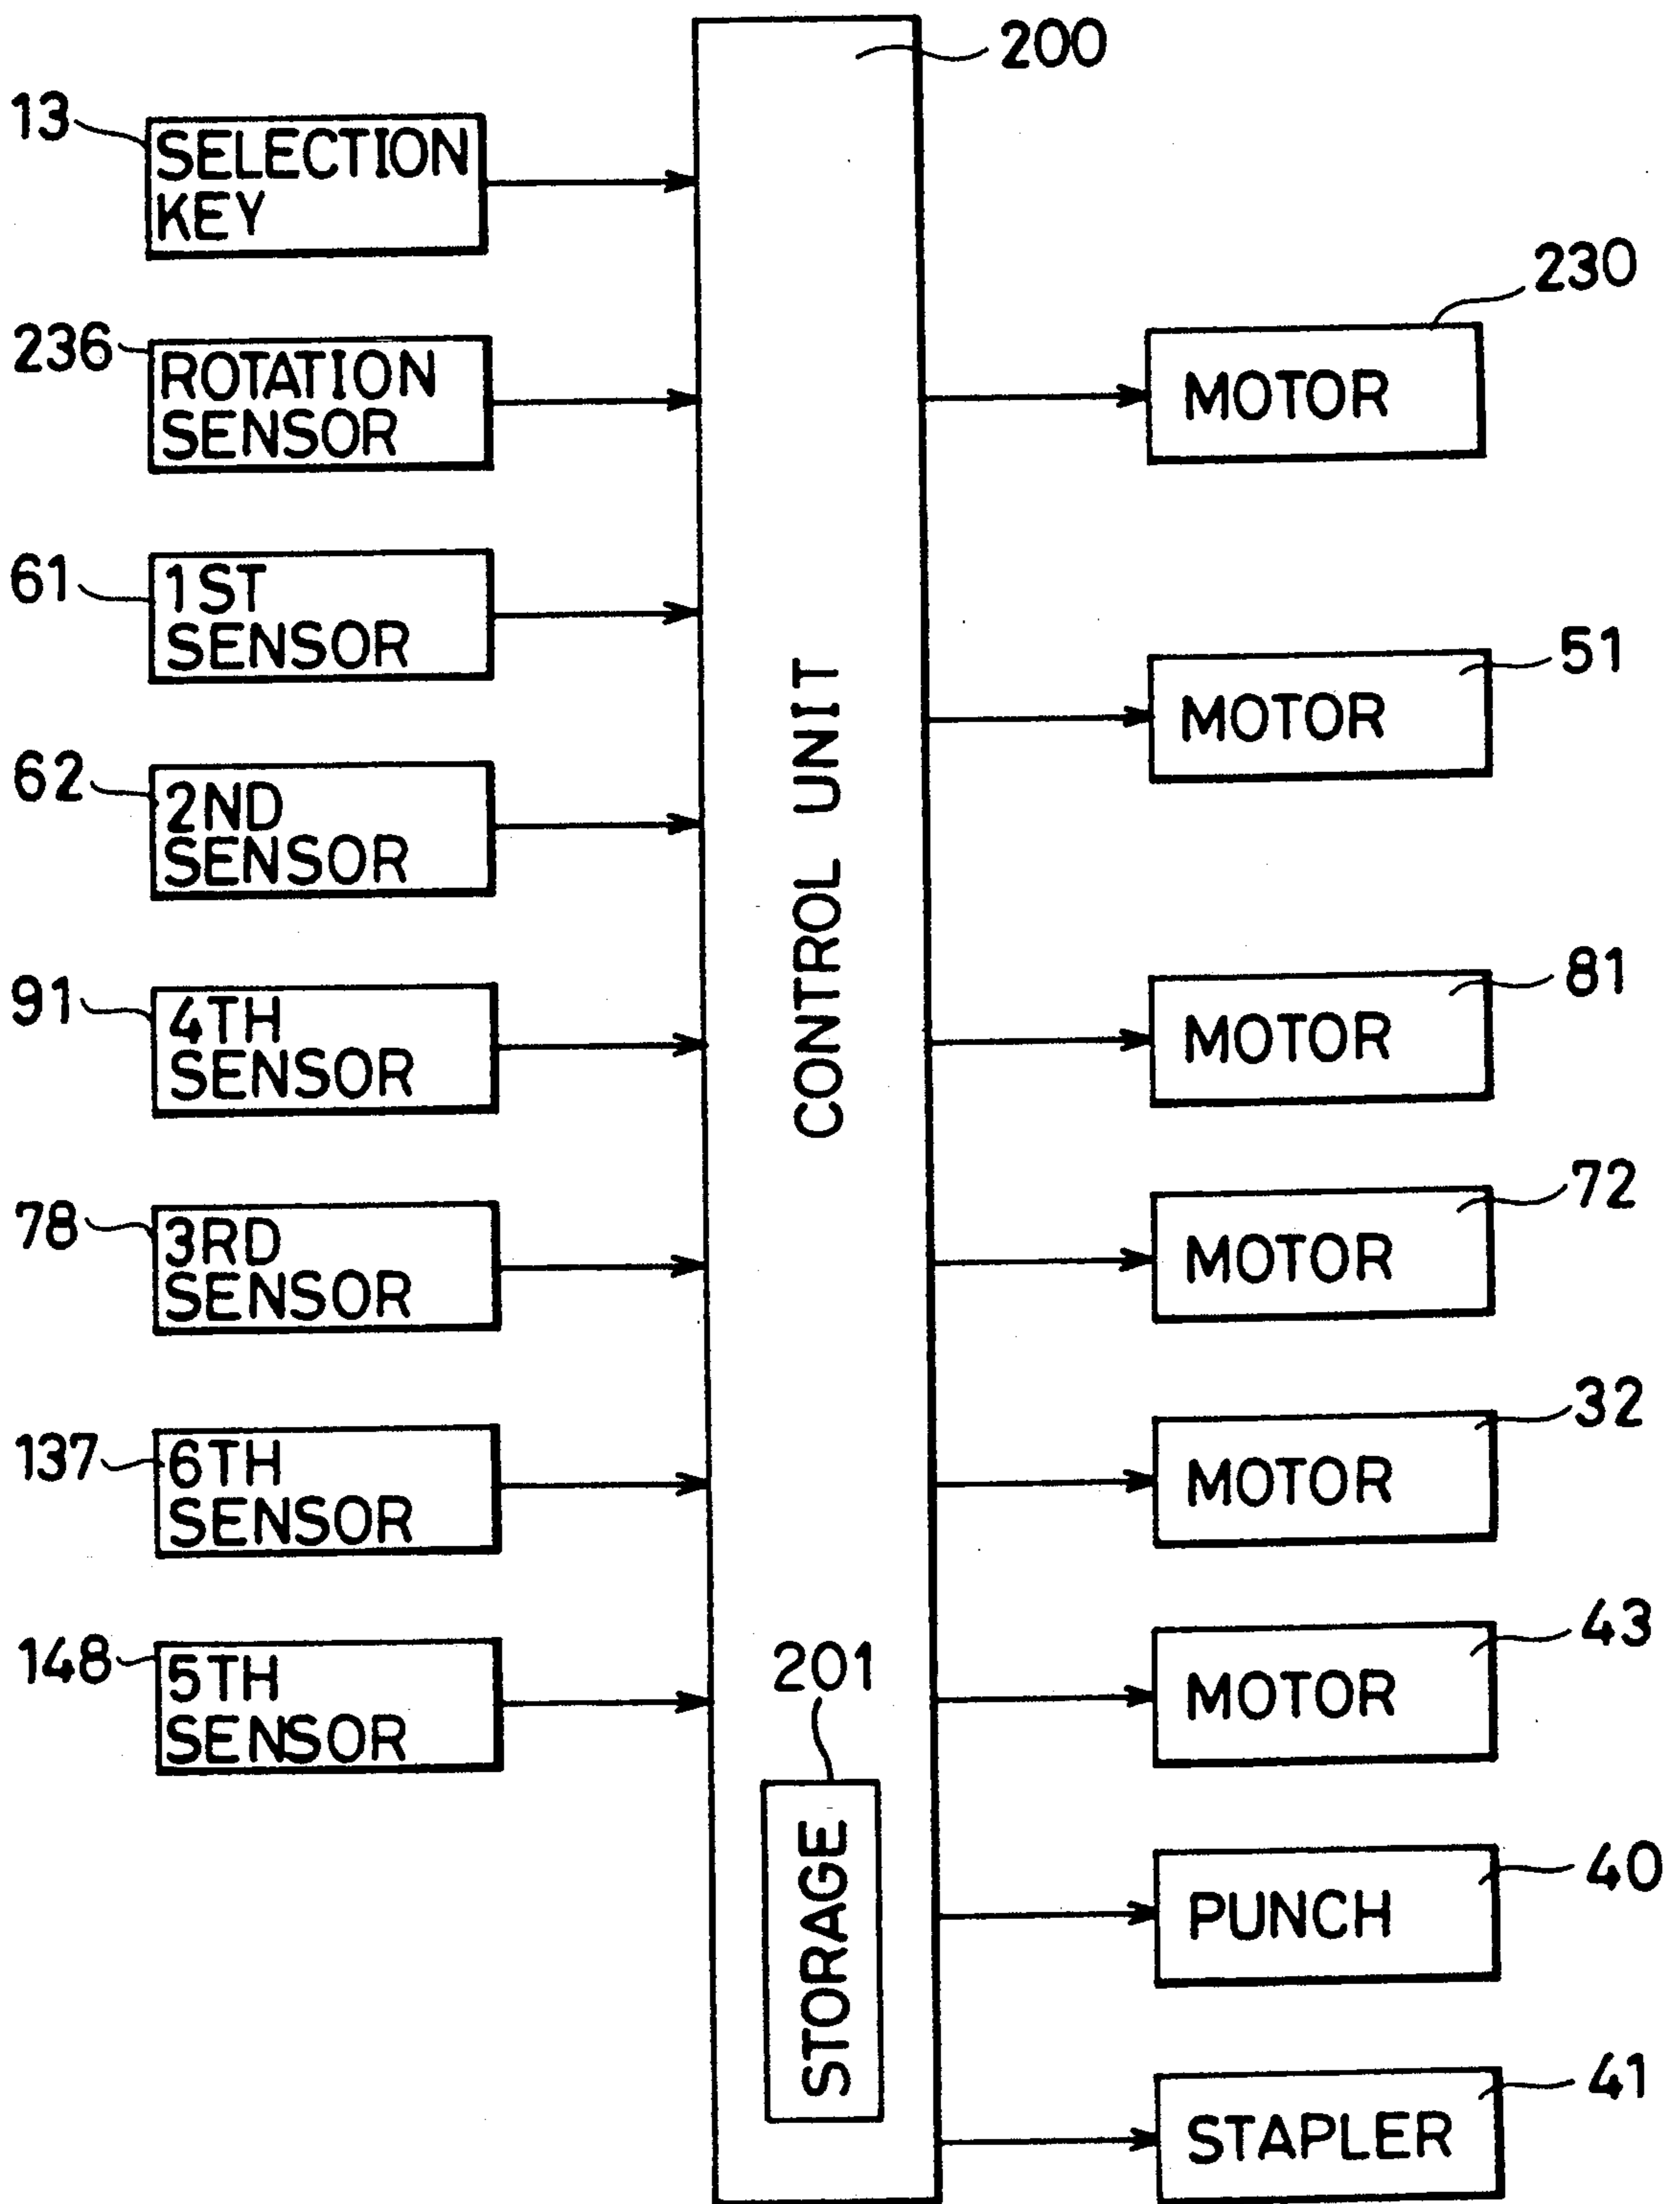 200
13
SELECTION
KEY
236
ROTATION
SENSOR
61
1ST
SENSOR
62
2ND
SENSOR
91
4TH
SENSOR
78
3RD
SENSOR
137
6TH
SENSOR
148
5TH
SENSOR
CONTROL UNIT
201
STORAGE
230
MOTOR
51
MOTOR
81
MOTOR
72
MOTOR
32
MOTOR
43
MOTOR
40
PUNCH
41
STAPLER